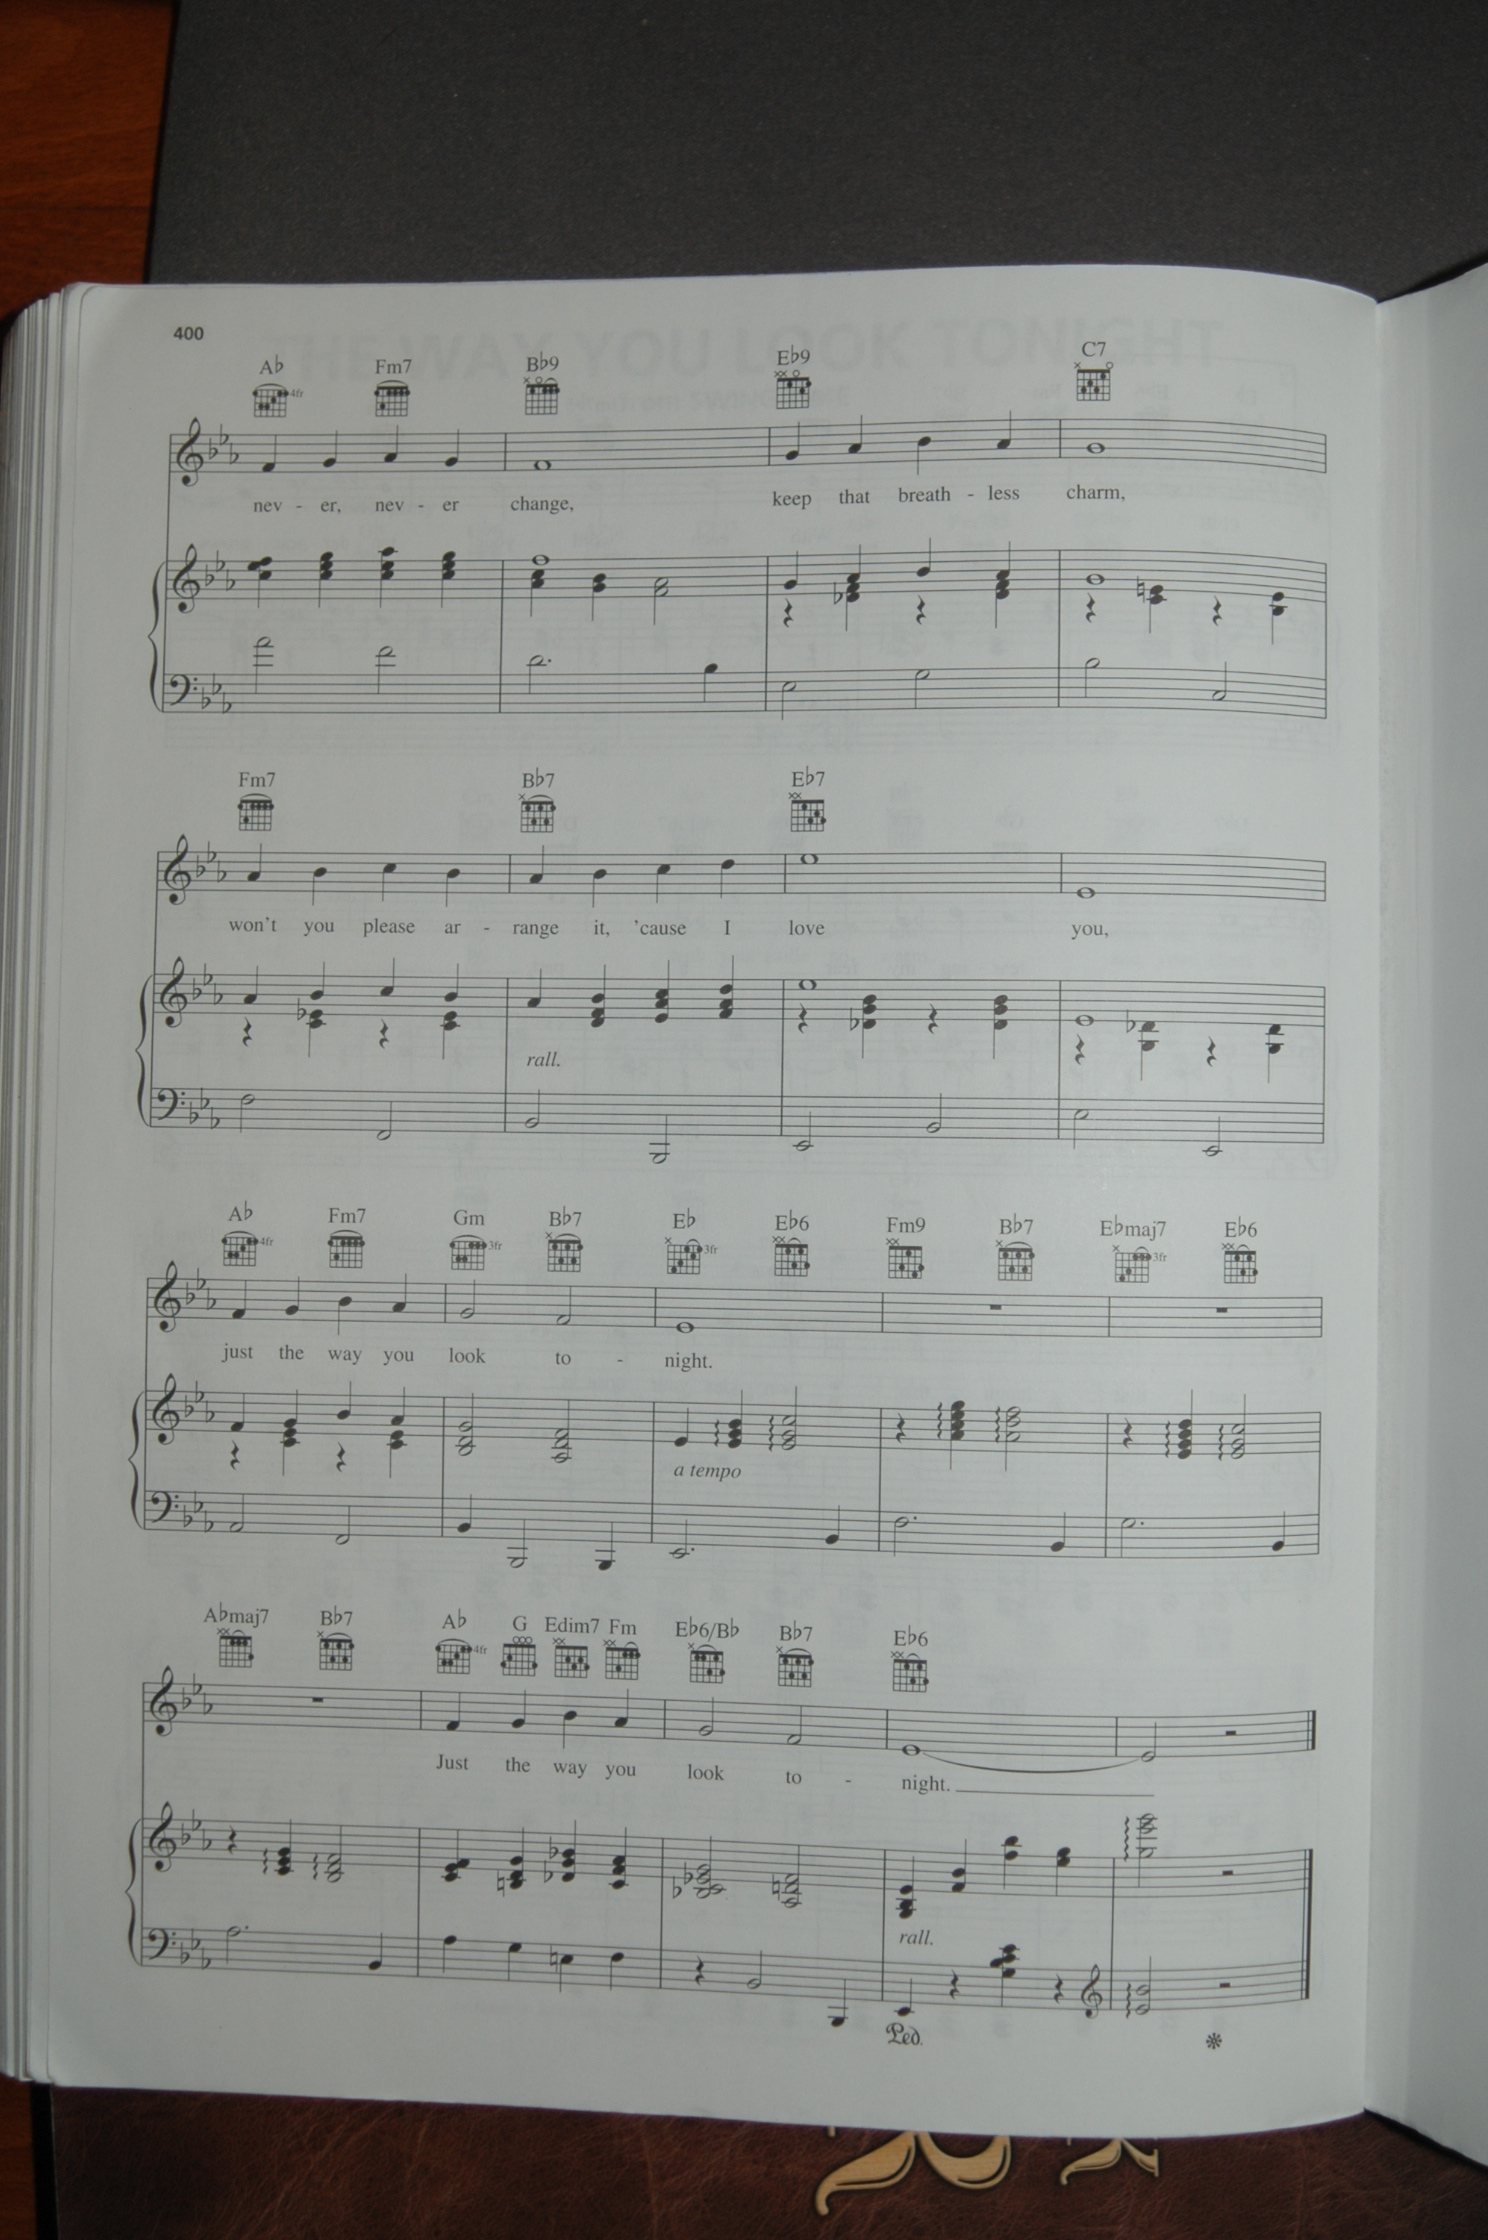 400
A♭ Fm7 B♭9 E♭9 C7
4fr
nev - er, nev - er change, keep that breath - less charm,
Fm7 B♭7 E♭7
won't you please ar - range it, 'cause I love you,
rall.
A♭ Fm7 Gm B♭7 E♭ E♭6 Fm9 B♭7 E♭maj7 E♭6
4fr 3fr 3fr 3fr
just the way you look to - night.
a tempo
A♭maj7 B♭7 A♭ G Edim7 Fm E♭6/B♭ B♭7 E♭6
4fr
Just the way you look to - night.
rall.
Ped.